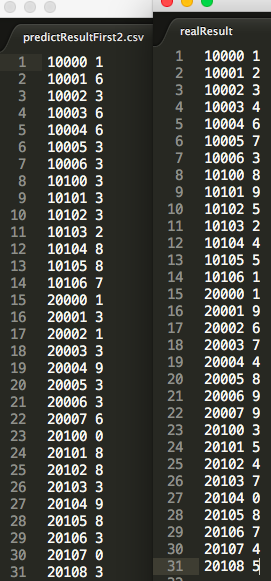 predictResultFirst2.csv
1 10000 1
2 10001 6
3 10002 3
4 10003 6
5 10004 6
6 10005 3
7 10006 3
8 10100 3
9 10101 3
10 10102 3
11 10103 2
12 10104 8
13 10105 8
14 10106 7
15 20000 1
16 20001 3
17 20002 1
18 20003 3
19 20004 9
20 20005 3
21 20006 3
22 20007 6
23 20100 0
24 20101 8
25 20102 8
26 20103 3
27 20104 9
28 20105 8
29 20106 3
30 20107 0
31 20108 3
realResult
1 10000 1
2 10001 2
3 10002 3
4 10003 4
5 10004 6
6 10005 7
7 10006 3
8 10100 8
9 10101 9
10 10102 5
11 10103 2
12 10104 4
13 10105 5
14 10106 1
15 20000 1
16 20001 9
17 20002 6
18 20003 7
19 20004 4
20 20005 8
21 20006 9
22 20007 9
23 20100 3
24 20101 5
25 20102 4
26 20103 7
27 20104 0
28 20105 8
29 20106 7
30 20107 4
31 20108 5